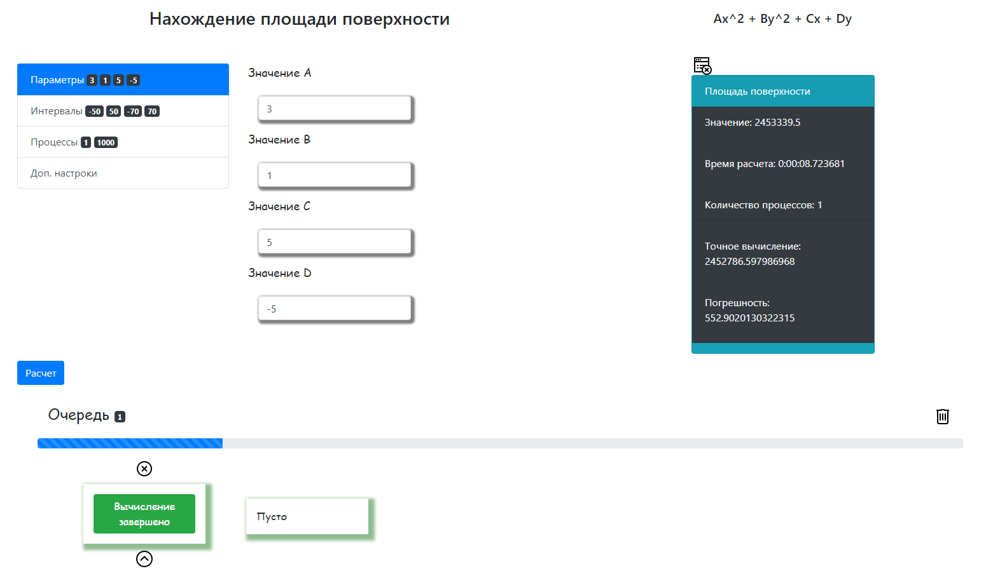 Нахождение площади поверхности
Ax^2 + By^2 + Cx + Dy
Параметры 3 1 5 -5
Интервалы -50 50 -70 70
Процессы 1 1000
Доп. настроки
Значение A
3
Значение B
1
Значение C
5
Значение D
-5
Площадь поверхности
Значение: 2453339.5
Время расчета: 0:00:08.723681
Количество процессов: 1
Точное вычисление:
2452786.597986968
Погрешность:
552.9020130322315
Расчет
Очередь 1
Вычисление
завершено
Пусто